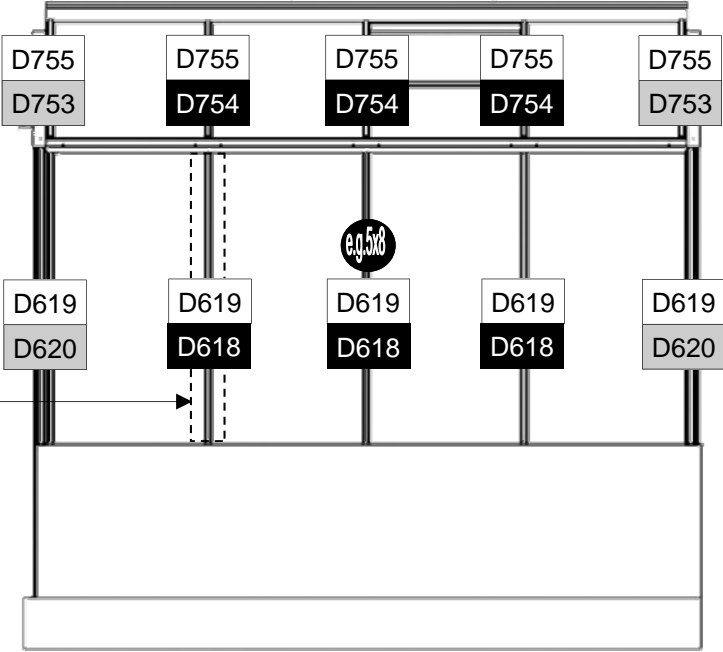 D755 D755 D755 D755 D755
D753 D754 D754 D754 D753
e.g.5x8
D619 D619 D619 D619 D619
D620 D618 D618 D618 D620